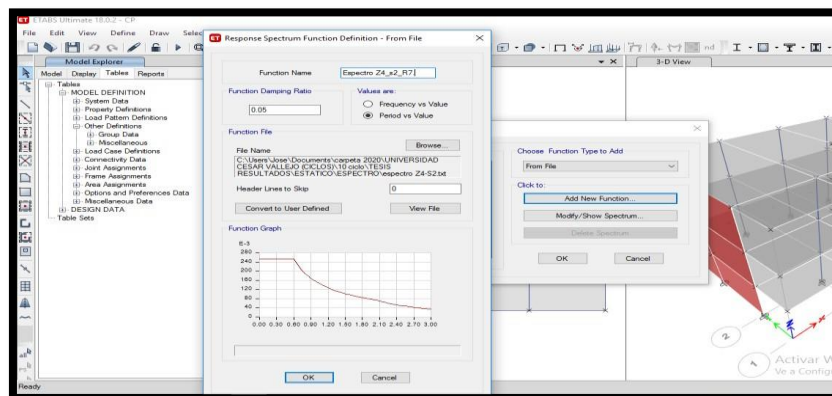 ETABS Ultimate 18.0.2 - CP
File Edit View Define Draw Selec
Model Explorer
Model Display Tables Reports
Tables
MODEL DEFINITION
System Data
Property Definitions
Load Pattern Definitions
Other Definitions
Group Data
Miscellaneous
Load Case Definitions
Connectivity Data
Joint Assignments
Frame Assignments
Area Assignments
Options and Preferences Data
Miscellaneous Data
DESIGN DATA
Table Sets
Ready
Response Spectrum Function Definition - From File
Function Name Espectro Z4_s2_R7
Function Damping Ratio
0.05
Values are:
Frequency vs Value
Period vs Value
Function File
File Name
Browse...
C:\Users\Jose\Documents\carpeta 2020\UNIVERSIDAD
CESAR VALLEJO (CICLOS)\10 ciclo\TESIS
RESULTADOS\ESTATICO\ESPECTRO\espectro Z4-S2.txt
Header Lines to Skip 0
Convert to User Defined View File
Function Graph
E-3
280
240
200
160
120
80
40
0
0.00 0.30 0.60 0.90 1.20 1.50 1.80 2.10 2.40 2.70 3.00
OK Cancel
Choose Function Type to Add
From File
Click to:
Add New Function...
Modify/Show Spectrum...
Delete Spectrum
OK Cancel
nd
3-D View
2
1
Activar W
Ve a Config